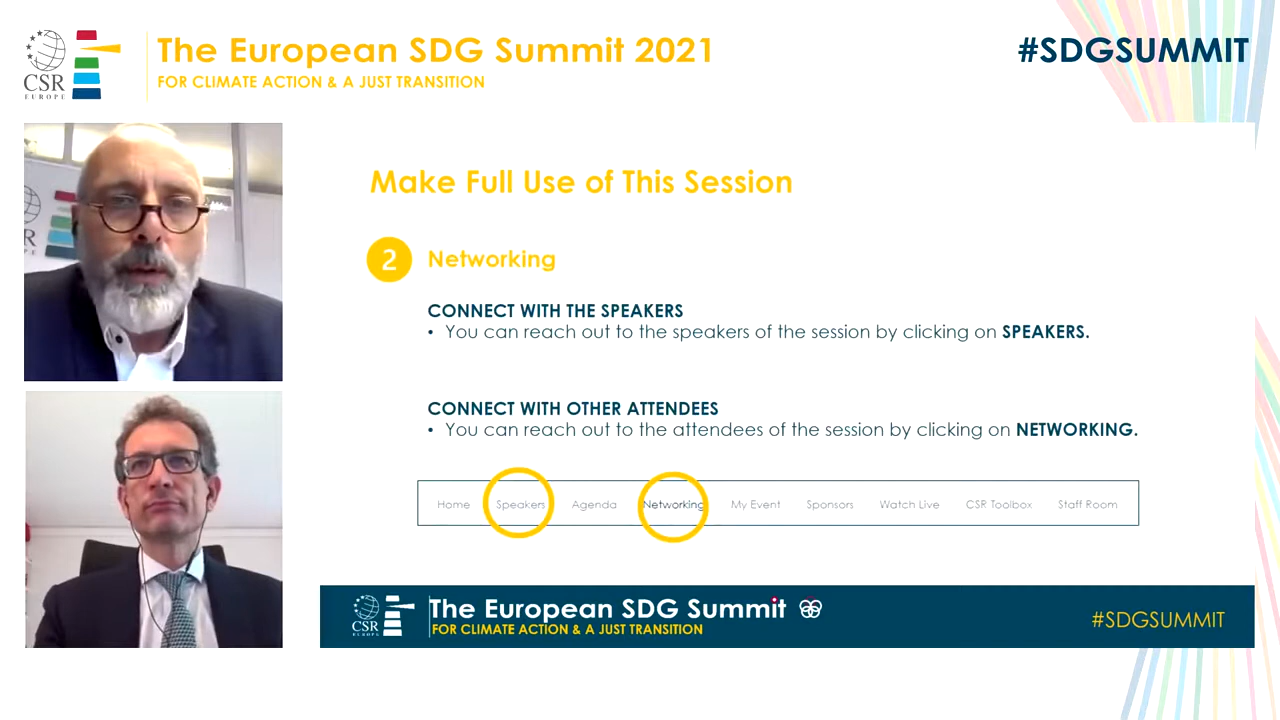 CSR
EUROPE
The European SDG Summit 2021
FOR CLIMATE ACTION & A JUST TRANSITION
#SDGSUMMIT
Make Full Use of This Session
2 Networking
CONNECT WITH THE SPEAKERS
• You can reach out to the speakers of the session by clicking on SPEAKERS.
CONNECT WITH OTHER ATTENDEES
• You can reach out to the attendees of the session by clicking on NETWORKING.
Home Speakers Agenda Networking My Event Sponsors Watch Live CSR Toolbox Staff Room
CSR
EUROPE
The European SDG Summit
FOR CLIMATE ACTION & A JUST TRANSITION
#SDGSUMMIT